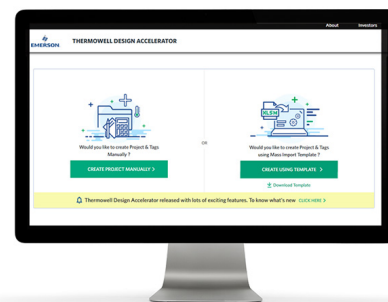 About Investors
EMERSON THERMOWELL DESIGN ACCELERATOR
XLSM
Would you like to create Project & Tags
Manually ?
CREATE PROJECT MANUALLY >
OR
Would you like to create Project & Tags
using Mass Import Template ?
CREATE USING TEMPLATE >
Download Template
Thermowell Design Accelerator released with lots of exciting features. To know what's new CLICK HERE >